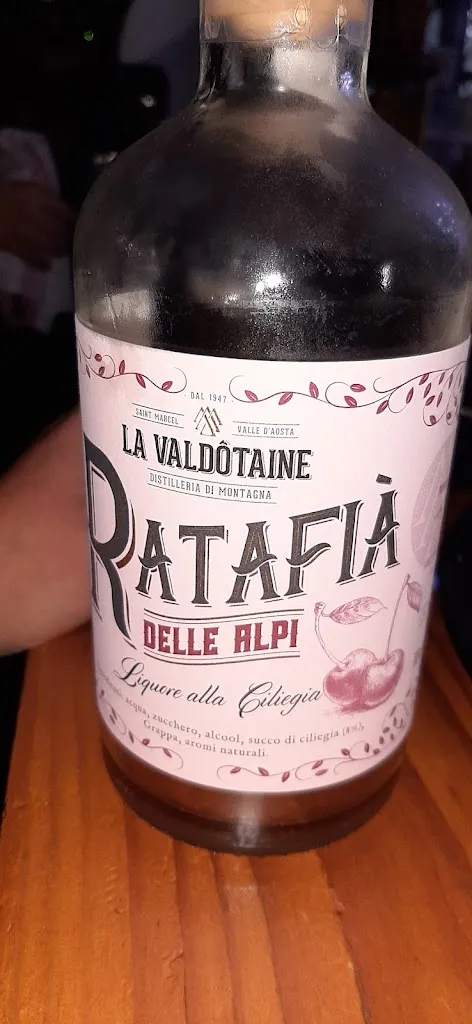 DAL 1947
SAINT MARCEL VALLE D'AOSTA
LA VALDÔTAINE
DISTILLERIA DI MONTAGNA
RATAFIÀ
DELLE ALPI
Liquore alla Ciliegia
acqua, zucchero, alcool, succo di ciliegia (8%),
Grappa, aromi naturali.